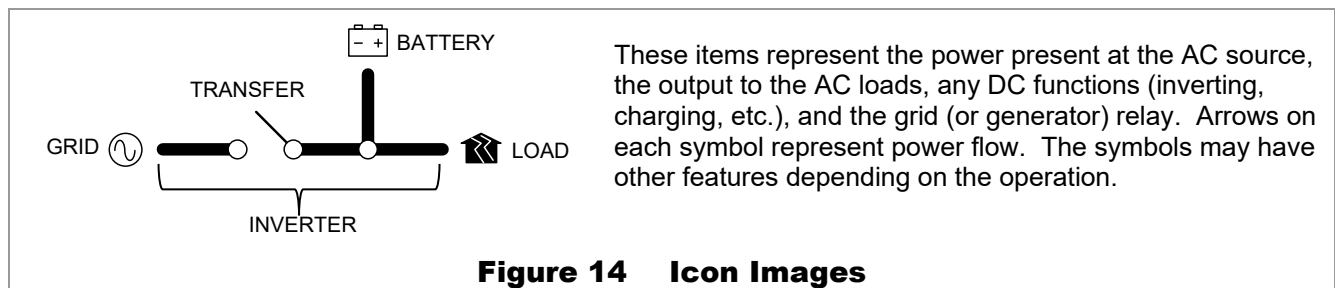 - + BATTERY
TRANSFER
GRID
LOAD
INVERTER
These items represent the power present at the AC source,
the output to the AC loads, any DC functions (inverting,
charging, etc.), and the grid (or generator) relay.  Arrows on
each symbol represent power flow.  The symbols may have
other features depending on the operation.
Figure 14    Icon Images